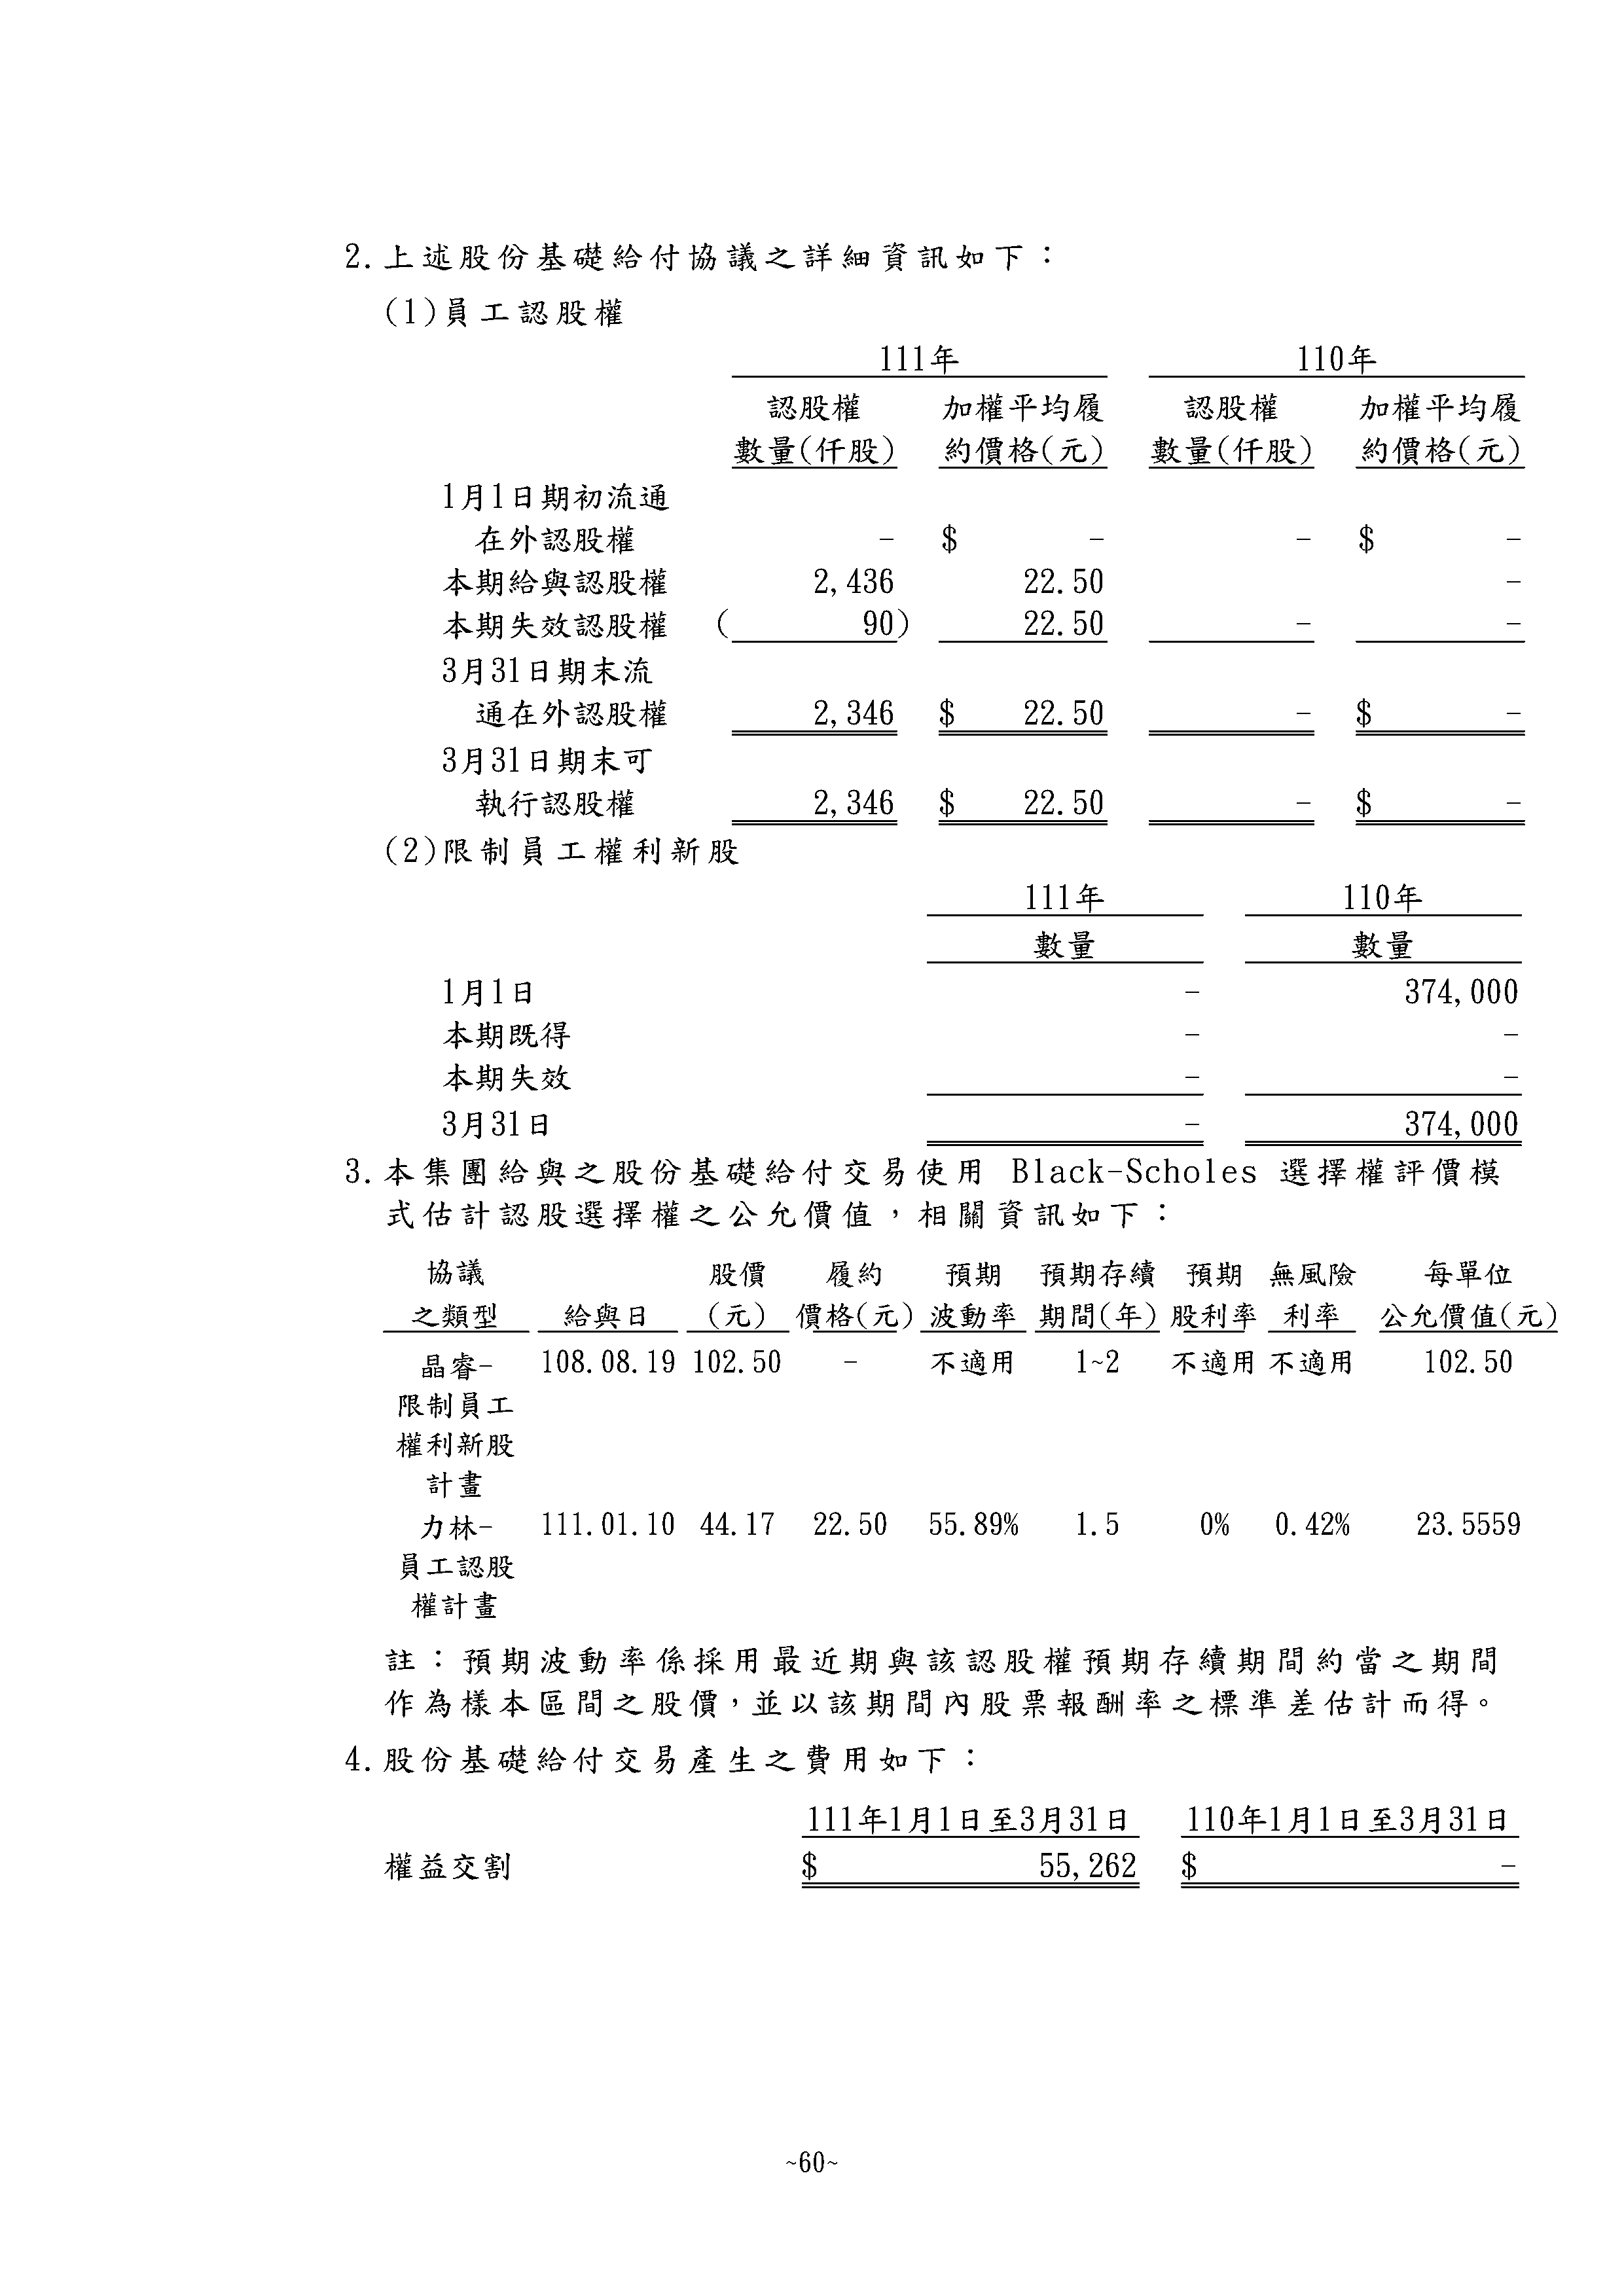 2.上述股份基礎給付協議之詳細資訊如下：
(1)員工認股權
111年 110年
認股權 加權平均履 認股權 加權平均履
數量(仟股) 約價格(元) 數量(仟股) 約價格(元)
1月1日期初流通
在外認股權 - $ - - $ -
本期給與認股權 2,436 22.50 -
本期失效認股權 ( 90) 22.50 - -
3月31日期末流
通在外認股權 2,346 $ 22.50 - $ -
3月31日期末可
執行認股權 2,346 $ 22.50 - $ -
(2)限制員工權利新股
111年 110年
數量 數量
1月1日 - 374,000
本期既得 - -
本期失效 - -
3月31日 - 374,000
3.本集團給與之股份基礎給付交易使用 Black-Scholes 選擇權評價模
式估計認股選擇權之公允價值，相關資訊如下：
協議 股價 履約 預期 預期存續 預期 無風險 每單位
之類型 給與日 (元) 價格(元) 波動率 期間(年) 股利率 利率 公允價值(元)
晶睿- 108.08.19 102.50 - 不適用 1~2 不適用 不適用 102.50
限制員工
權利新股
計畫
力林- 111.01.10 44.17 22.50 55.89% 1.5 0% 0.42% 23.5559
員工認股
權計畫
註：預期波動率係採用最近期與該認股權預期存續期間約當之期間
作為樣本區間之股價，並以該期間內股票報酬率之標準差估計而得。
4.股份基礎給付交易產生之費用如下：
111年1月1日至3月31日 110年1月1日至3月31日
權益交割 $ 55,262 $ -
~60~